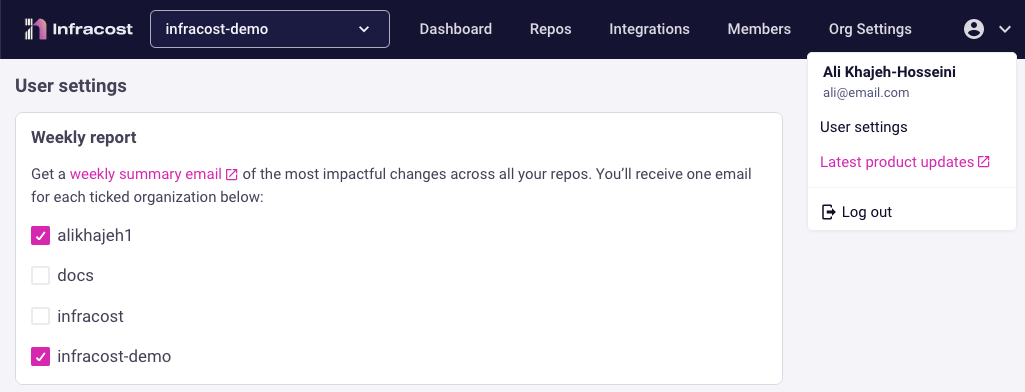 Infracost
infracost-demo
Dashboard
Repos
Integrations
Members
Org Settings
Ali Khajeh-Hosseini
ali@email.com
User settings
Latest product updates
Log out
User settings
Weekly report
Get a weekly summary email of the most impactful changes across all your repos. You’ll receive one email
for each ticked organization below:
alikhajeh1
docs
infracost
infracost-demo